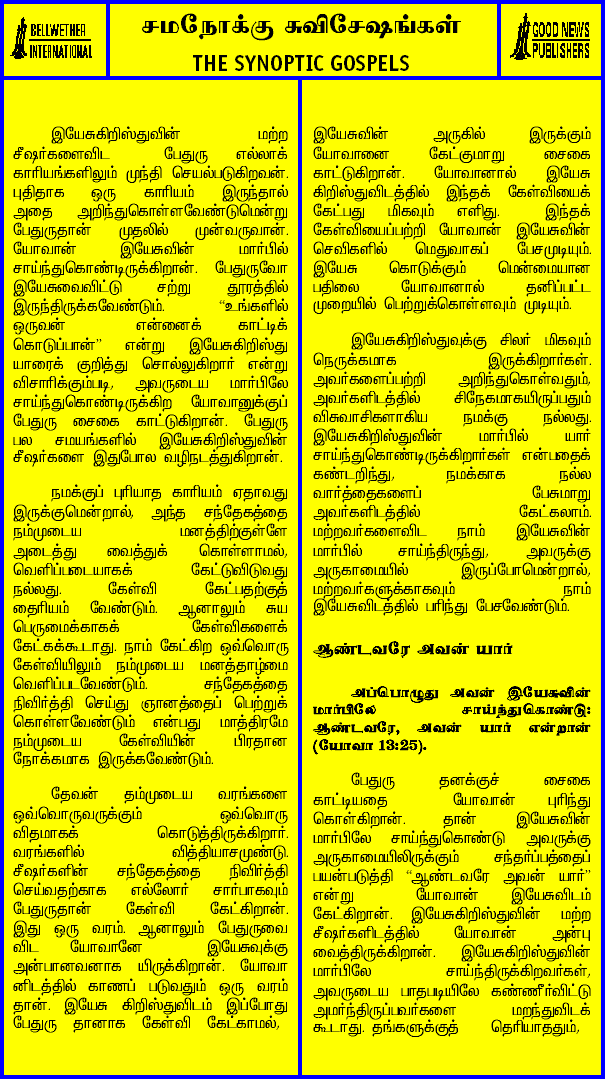 BELLWETHER
INTERNATIONAL
சமநோக்கு சுவிசேஷங்கள்
THE SYNOPTIC GOSPELS
GOOD NEWS
PUBLISHERS
இயேசுகிறிஸ்துவின் மற்ற
சீஷர்களைவிட பேதுரு எல்லாக்
காரியங்களிலும் முந்தி செயல்படுகிறவன்.
புதிதாக ஒரு காரியம் இருந்தால்
அதை அறிந்துகொள்ளவேண்டுமென்று
பேதுருதான் முதலில் முன்வருவான்.
யோவான் இயேசுவின் மார்பில்
சாய்ந்துகொண்டிருக்கிறான். பேதுருவோ
இயேசுவைவிட்டு சற்று தூரத்தில்
இருந்திருக்கவேண்டும். “உங்களில்
ஒருவன் என்னைக் காட்டிக்
கொடுப்பான்” என்று இயேசுகிறிஸ்து
யாரைக் குறித்து சொல்லுகிறார் என்று
விசாரிக்கும்படி, அவருடைய மார்பிலே
சாய்ந்துகொண்டிருக்கிற யோவானுக்குப்
பேதுரு சைகை காட்டுகிறான். பேதுரு
பல சமயங்களில் இயேசுகிறிஸ்துவின்
சீஷர்களை இதுபோல வழிநடத்துகிறான்.
நமக்குப் புரியாத காரியம் ஏதாவது
இருக்குமென்றால், அந்த சந்தேகத்தை
நம்முடைய மனத்திற்குள்ளே
அடைத்து வைத்துக் கொள்ளாமல்,
வெளிப்படையாகக் கேட்டுவிடுவது
நல்லது. கேள்வி கேட்பதற்குத்
தைரியம் வேண்டும். ஆனாலும் சுய
பெருமைக்காகக் கேள்விகளைக்
கேட்கக்கூடாது. நாம் கேட்கிற ஒவ்வொரு
கேள்வியிலும் நம்முடைய மனத்தாழ்மை
வெளிப்படவேண்டும். சந்தேகத்தை
நிவிர்த்தி செய்து ஞானத்தைப் பெற்றுக்
கொள்ளவேண்டும் என்பது மாத்திரமே
நம்முடைய கேள்வியின் பிரதான
நோக்கமாக இருக்கவேண்டும்.
தேவன் தம்முடைய வரங்களை
ஒவ்வொருவருக்கும் ஒவ்வொரு
விதமாகக் கொடுத்திருக்கிறார்.
வரங்களில் வித்தியாசமுண்டு.
சீஷர்களின் சந்தேகத்தை நிவிர்த்தி
செய்வதற்காக எல்லோர் சார்பாகவும்
பேதுருதான் கேள்வி கேட்கிறான்.
இது ஒரு வரம். ஆனாலும் பேதுருவை
விட யோவானே இயேசுவுக்கு
அன்பானவனாக யிருக்கிறான். யோவா
னிடத்தில் காணப் படுவதும் ஒரு வரம்
தான். இயேசு கிறிஸ்துவிடம் இப்போது
பேதுரு தானாக கேள்வி கேட்காமல்,
இயேசுவின் அருகில் இருக்கும்
யோவானை கேட்குமாறு சைகை
காட்டுகிறான். யோவானால் இயேசு
கிறிஸ்துவிடத்தில் இந்தக் கேள்வியைக்
கேட்பது மிகவும் எளிது. இந்தக்
கேள்வியைப்பற்றி யோவான் இயேசுவின்
செவிகளில் மெதுவாகப் பேசமுடியும்.
இயேசு கொடுக்கும் மென்மையான
பதிலை யோவானால் தனிப்பட்ட
முறையில் பெற்றுக்கொள்ளவும் முடியும்.
இயேசுகிறிஸ்துவுக்கு சிலர் மிகவும்
நெருக்கமாக இருக்கிறார்கள்.
அவர்களைப்பற்றி அறிந்துகொள்வதும்,
அவர்களிடத்தில் சிநேகமாகயிருப்பதும்
விசுவாசிகளாகிய நமக்கு நல்லது.
இயேசுகிறிஸ்துவின் மார்பில் யார்
சாய்ந்துகொண்டிருக்கிறார்கள் என்பதைக்
கண்டறிந்து, நமக்காக நல்ல
வார்த்தைகளைப் பேசுமாறு
அவர்களிடத்தில் கேட்கலாம்.
மற்றவர்களைவிட நாம் இயேசுவின்
மார்பில் சாய்ந்திருந்து, அவருக்கு
அருகாமையில் இருப்போமென்றால்,
மற்றவர்களுக்காகவும் நாம்
இயேசுவிடத்தில் பரிந்து பேசவேண்டும்.
ஆண்டவரே அவன் யார்
அப்பொழுது அவன் இயேசுவின்
மார்பிலே சாய்ந்துகொண்டு:
ஆண்டவரே, அவன் யார் என்றான்
(யோவா 13:25).
பேதுரு தனக்குச் சைகை
காட்டியதை யோவான் புரிந்து
கொள்கிறான். தான் இயேசுவின்
மார்பிலே சாய்ந்துகொண்டு அவருக்கு
அருகாமையிலிருக்கும் சந்தர்ப்பத்தைப்
பயன்படுத்தி “ஆண்டவரே அவன் யார்”
என்று யோவான் இயேசுவிடம்
கேட்கிறான். இயேசுகிறிஸ்துவின் மற்ற
சீஷர்களிடத்தில் யோவான் அன்பு
வைத்திருக்கிறான். இயேசுகிறிஸ்துவின்
மார்பிலே சாய்ந்திருக்கிறவர்கள்,
அவருடைய பாதபடியிலே கண்ணீர்விட்டு
அமர்ந்திருப்பவர்களை மறந்துவிடக்
கூடாது. தங்களுக்குத் தெரியாததும்,